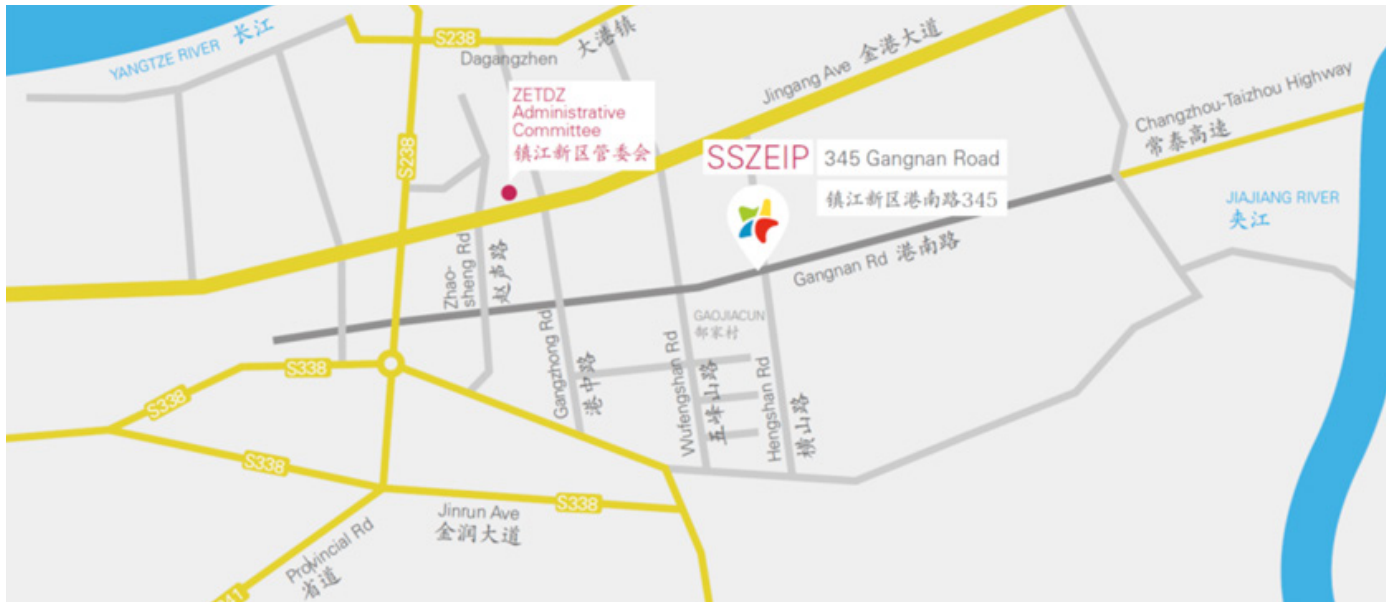 S238
大港镇
Dagangzhen
YANGTZE RIVER 长江
Jingang Ave 金港大道
Changzhou-Taizhou Highway
常泰高速
ZETDZ
Administrative
Committee
镇江新区管委会
S238
SSZEIP
345 Gangnan Road
镇江新区港南路345
JIAJIANG RIVER
夹江
Gangnan Rd 港南路
Zhao-
sheng Rd
赵声路
GAOJIACUN
郜家村
Gangzhong Rd
港中路
Wufengshan Rd
五峰山路
Hengshan Rd
横山路
S338
S338
S338
S338
Jinrun Ave
金润大道
Provincial Rd
省道